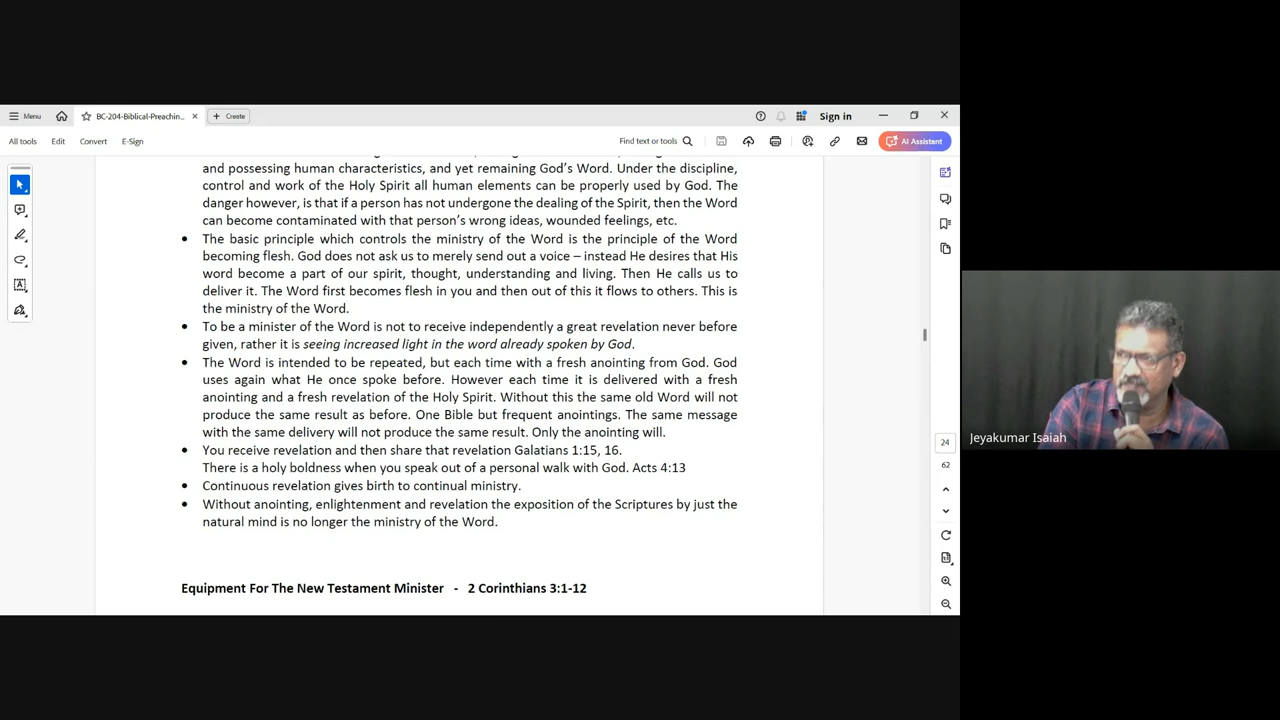 Menu
BC-204-Biblical-Preachin...
Create
Sign in
All tools
Edit
Convert
E-Sign
Find text or tools
AI Assistant
and possessing human characteristics, and yet remaining God's Word. Under the discipline,
control and work of the Holy Spirit all human elements can be properly used by God. The
danger however, is that if a person has not undergone the dealing of the Spirit, then the Word
can become contaminated with that person's wrong ideas, wounded feelings, etc.
• The basic principle which controls the ministry of the Word is the principle of the Word
becoming flesh. God does not ask us to merely send out a voice – instead He desires that His
word become a part of our spirit, thought, understanding and living. Then He calls us to
deliver it. The Word first becomes flesh in you and then out of this it flows to others. This is
the ministry of the Word.
• To be a minister of the Word is not to receive independently a great revelation never before
given, rather it is seeing increased light in the word already spoken by God.
• The Word is intended to be repeated, but each time with a fresh anointing from God. God
uses again what He once spoke before. However each time it is delivered with a fresh
anointing and a fresh revelation of the Holy Spirit. Without this the same old Word will not
produce the same result as before. One Bible but frequent anointings. The same message
with the same delivery will not produce the same result. Only the anointing will.
• You receive revelation and then share that revelation Galatians 1:15, 16.
There is a holy boldness when you speak out of a personal walk with God. Acts 4:13
• Continuous revelation gives birth to continual ministry.
• Without anointing, enlightenment and revelation the exposition of the Scriptures by just the
natural mind is no longer the ministry of the Word.
Equipment For The New Testament Minister - 2 Corinthians 3:1-12
24
62
Jeyakumar Isaiah